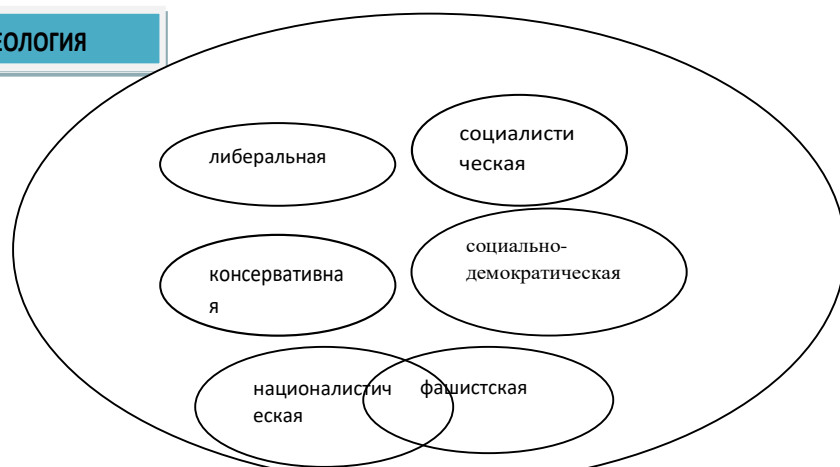 ЕОЛОГИЯ
либеральная
социалисти
ческая
консервативна
я
социально-
демократическая
националистич
еская
фашистская